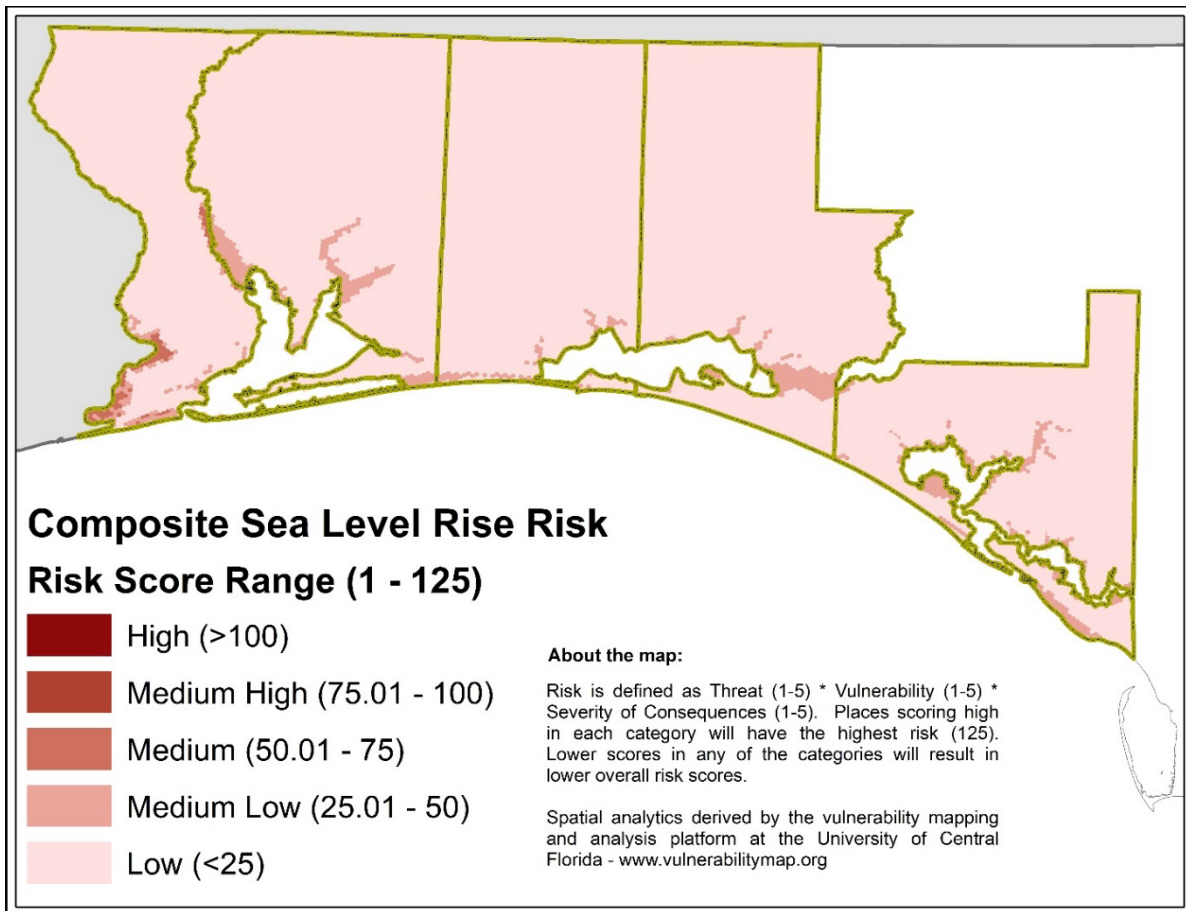 Composite Sea Level Rise Risk
Risk Score Range (1 - 125)
High (>100)
Medium High (75.01 - 100)
Medium (50.01 - 75)
Medium Low (25.01 - 50)
Low (<25)
About the map:
Risk is defined as Threat (1-5) * Vulnerability (1-5) *
Severity of Consequences (1-5). Places scoring high
in each category will have the highest risk (125).
Lower scores in any of the categories will result in
lower overall risk scores.
Spatial analytics derived by the vulnerability mapping
and analysis platform at the University of Central
Florida - www.vulnerabilitymap.org